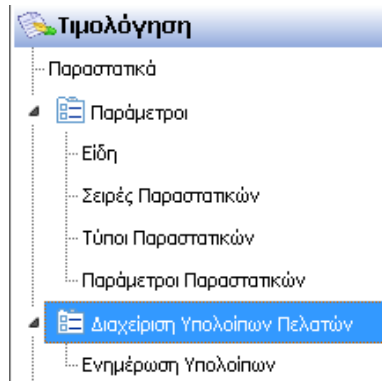 Τιμολόγηση
Παραστατικά
Παράμετροι
Είδη
Σειρές Παραστατικών
Τύποι Παραστατικών
Παράμετροι Παραστατικών
Διαχείριση Υπολοίπων Πελατών
Ενημέρωση Υπολοίπων